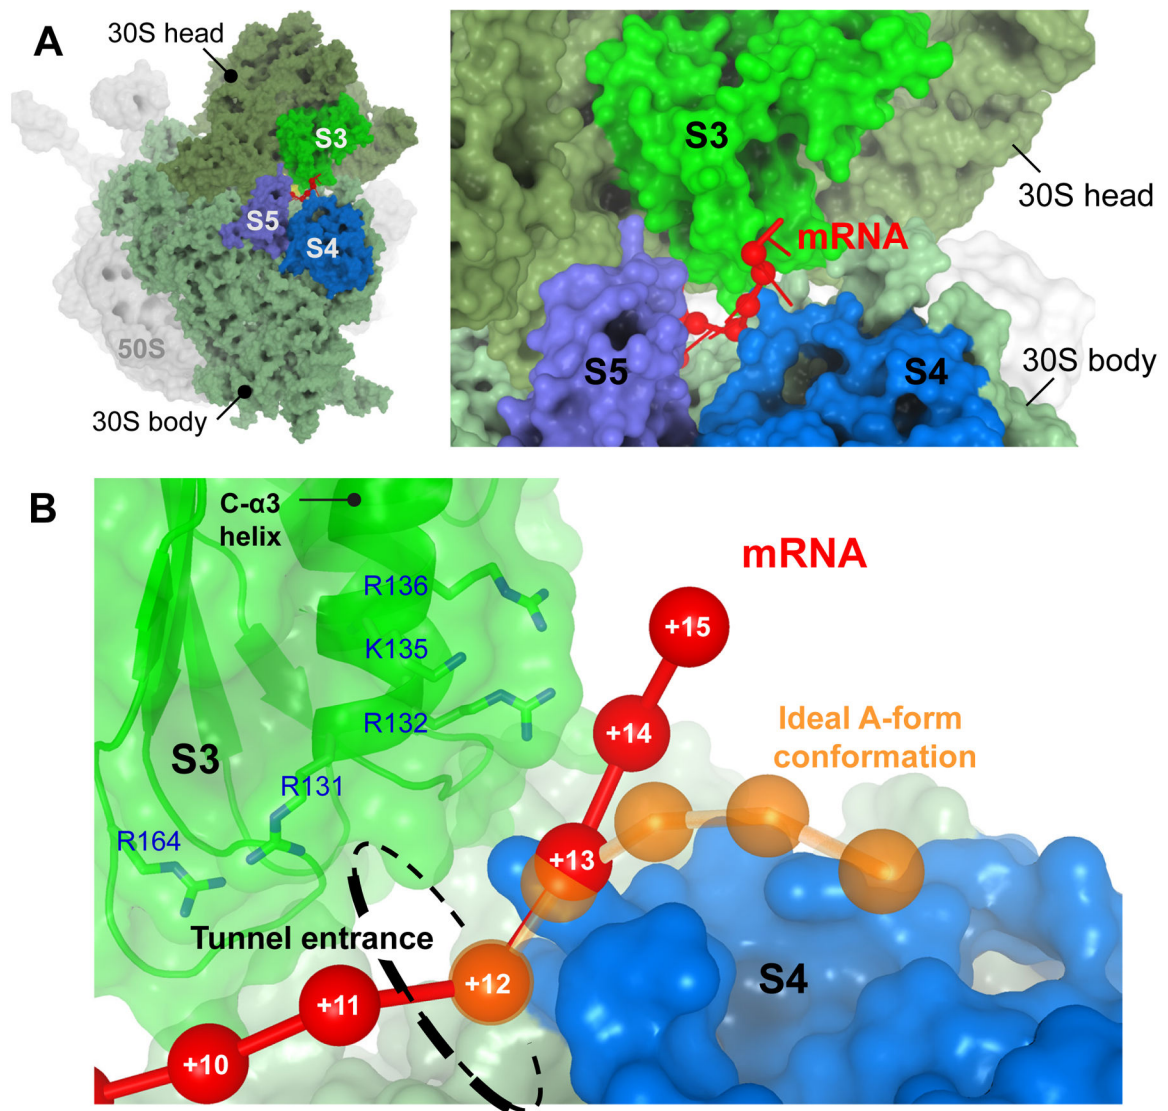 A
30S head
S3
S5
S4
50S
30S body
S3
30S head
mRNA
S5
S4
30S body
B
C-α3
helix
mRNA
R136
+15
K135
R132
+14
Ideal A-form
conformation
S3
R131
R164
+13
Tunnel entrance
+12
S4
+11
+10